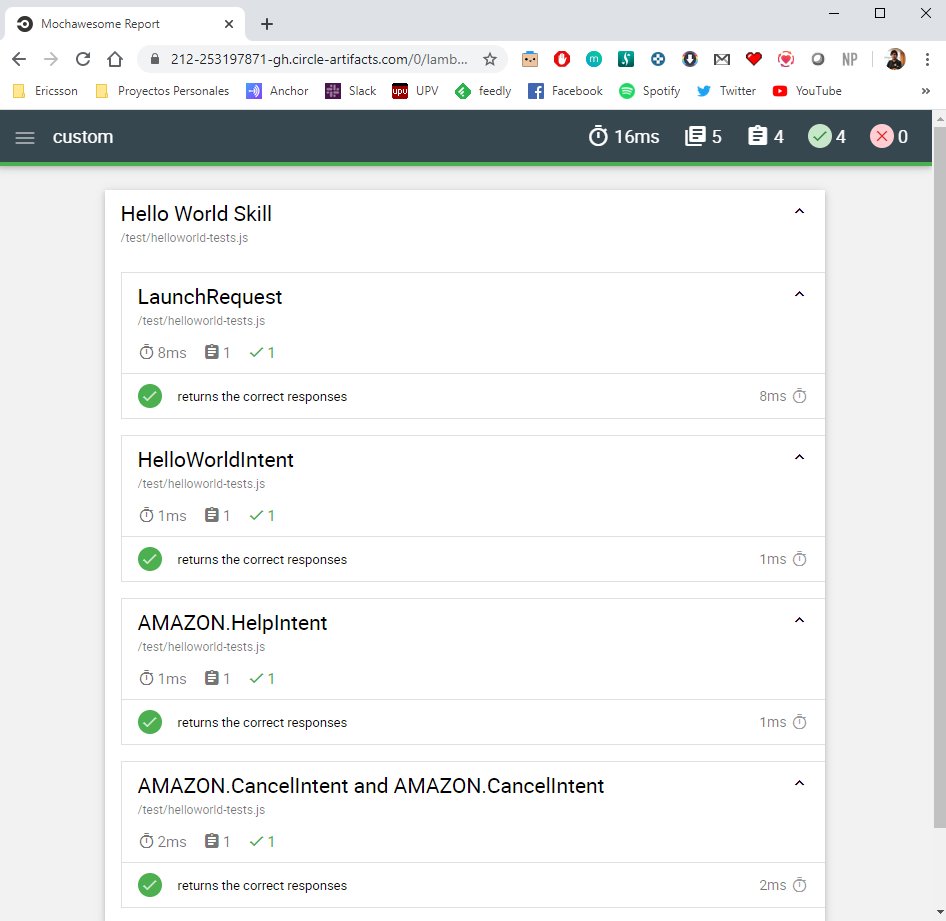 Mochawesome Report
212-253197871-gh.circle-artifacts.com/0/lamb...
NP
Ericsson Proyectos Personales Anchor Slack UPV feedly Facebook Spotify Twitter YouTube »
custom 16ms 5 4 4 0
Hello World Skill
/test/helloworld-tests.js
LaunchRequest
/test/helloworld-tests.js
8ms 1 1
returns the correct responses 8ms
HelloWorldIntent
/test/helloworld-tests.js
1ms 1 1
returns the correct responses 1ms
AMAZON.HelpIntent
/test/helloworld-tests.js
1ms 1 1
returns the correct responses 1ms
AMAZON.CancelIntent and AMAZON.CancelIntent
/test/helloworld-tests.js
2ms 1 1
returns the correct responses 2ms